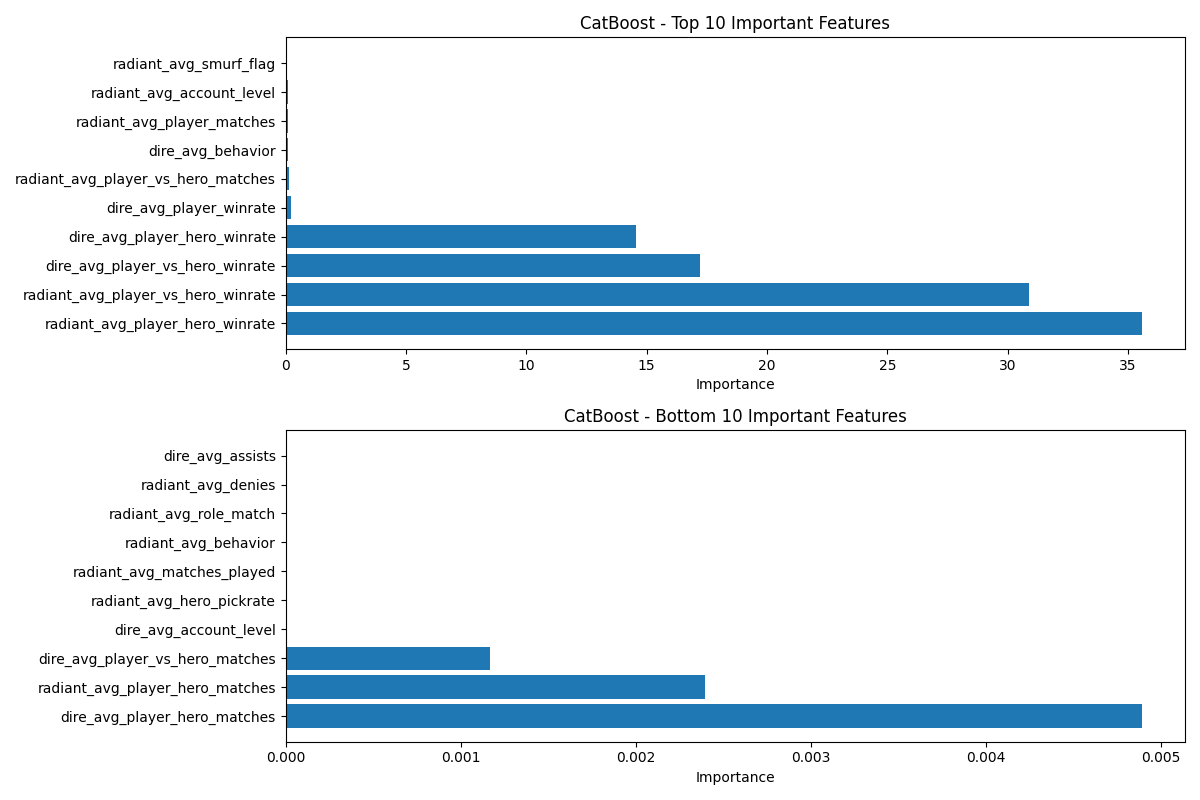 CatBoost - Top 10 Important Features
radiant_avg_smurf_flag
radiant_avg_account_level
radiant_avg_player_matches
dire_avg_behavior
radiant_avg_player_vs_hero_matches
dire_avg_player_winrate
dire_avg_player_hero_winrate
dire_avg_player_vs_hero_winrate
radiant_avg_player_vs_hero_winrate
radiant_avg_player_hero_winrate
0 5 10 15 20 25 30 35
Importance
CatBoost - Bottom 10 Important Features
dire_avg_assists
radiant_avg_denies
radiant_avg_role_match
radiant_avg_behavior
radiant_avg_matches_played
radiant_avg_hero_pickrate
dire_avg_account_level
dire_avg_player_vs_hero_matches
radiant_avg_player_hero_matches
dire_avg_player_hero_matches
0.000 0.001 0.002 0.003 0.004 0.005
Importance